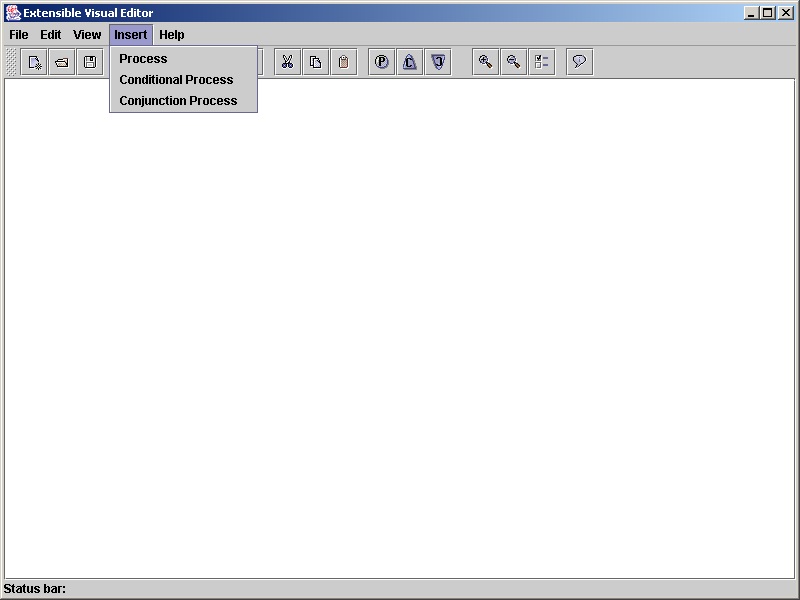 Extensible Visual Editor
File Edit View Insert Help
Process
Conditional Process
Conjunction Process
P C C
Status bar: